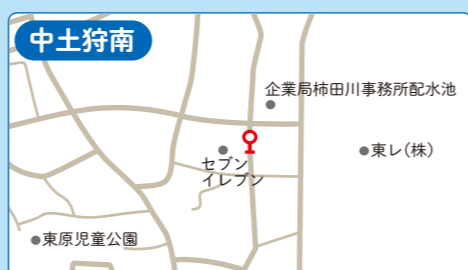 中土狩南
企業局柿田川事務所配水池
東レ(株)
セブン
イレブン
東原児童公園